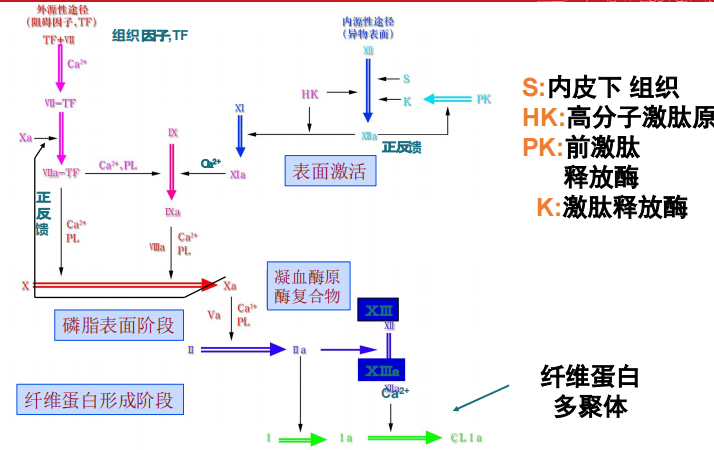 外源性途径
(阻碍因子,TF)
TF+Ⅶ
组织因子,TF
Ca²⁺
Ⅶ-TF
Xa
Ⅶa-TF
Ca²⁺,PL
正反馈
Ca²⁺
PL
Ⅸ
Ⅸa
Ⅷa
Ca²⁺
PL
内源性途径
(异物表面)
Ⅻ
S
HK
K
PK
Ⅺ
Ⅻa
正反馈
Ca²⁺
Ⅺa
表面激活
S:内皮下 组织
HK:高分子激肽原
PK:前激肽
释放酶
K:激肽释放酶
X
Xa
凝血酶原
酶复合物
Va
Ca²⁺
PL
磷脂表面阶段
Ⅱ
Ⅱa
XIII
Ⅻ
XIIIa
Ⅻa
Ca²⁺
纤维蛋白形成阶段
纤维蛋白
多聚体
Ⅰ
Ⅰa
CLⅠa